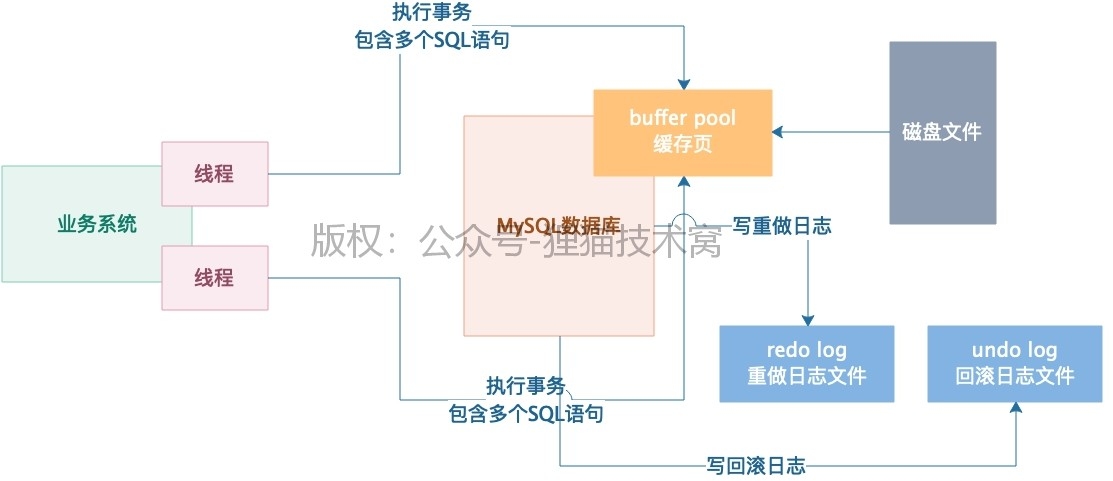 执行事务
包含多个SQL语句
buffer pool
缓存页
磁盘文件
线程
业务系统
MySQL数据库
写重做日志
版权：公众号-狸猫技术窝
线程
redo log
重做日志文件
undo log
回滚日志文件
执行事务
包含多个SQL语句
写回滚日志